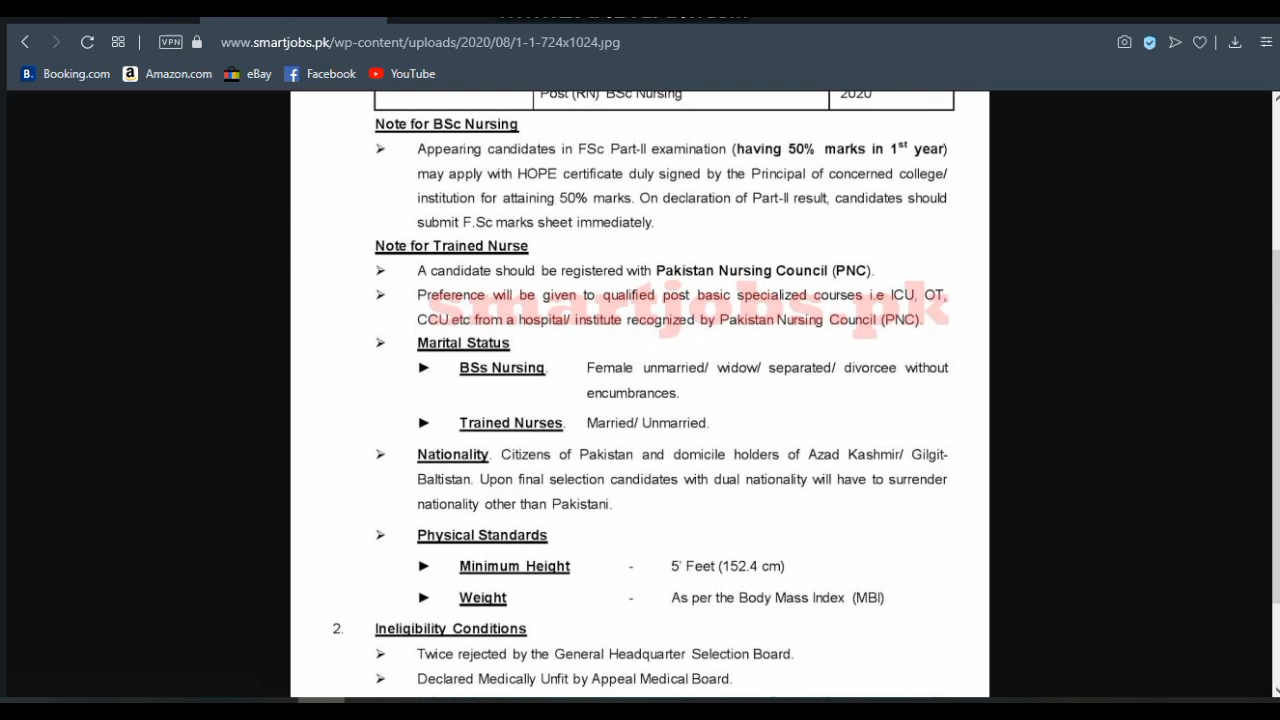 www.smartjobs.pk/wp-content/uploads/2020/08/1-1-724x1024.jpg
VPN
B. Booking.com a Amazon.com eBay Facebook YouTube
Post (RN) BSc Nursing 2020
Note for BSc Nursing
Appearing candidates in FSc Part-II examination (having 50% marks in 1st year)
may apply with HOPE certificate duly signed by the Principal of concerned college/
institution for attaining 50% marks. On declaration of Part-II result, candidates should
submit F.Sc marks sheet immediately.
Note for Trained Nurse
A candidate should be registered with Pakistan Nursing Council (PNC).
Preference will be given to qualified post basic specialized courses i.e ICU, OT,
CCU etc from a hospital/ institute recognized by Pakistan Nursing Council (PNC).
smartjobs.pk
Marital Status
BSs Nursing. Female unmarried/ widow/ separated/ divorcee without
encumbrances.
Trained Nurses. Married/ Unmarried.
Nationality. Citizens of Pakistan and domicile holders of Azad Kashmir/ Gilgit-
Baltistan. Upon final selection candidates with dual nationality will have to surrender
nationality other than Pakistani.
Physical Standards
Minimum Height - 5' Feet (152.4 cm)
Weight - As per the Body Mass Index (MBI)
2. Ineligibility Conditions
Twice rejected by the General Headquarter Selection Board.
Declared Medically Unfit by Appeal Medical Board.